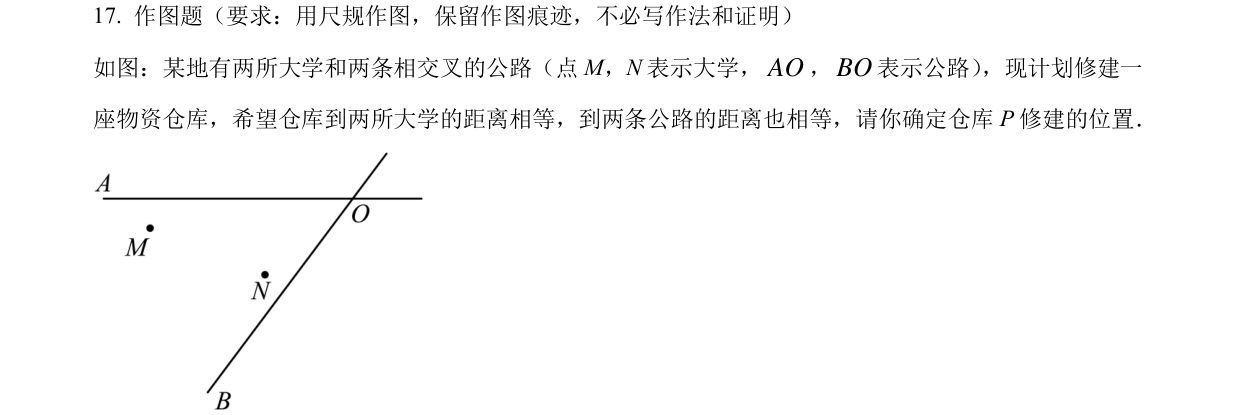 17. 作图题（要求：用尺规作图，保留作图痕迹，不必写作法和证明）
如图：某地有两所大学和两条相交叉的公路（点 M，N 表示大学，AO，BO 表示公路），现计划修建一
座物资仓库，希望仓库到两所大学的距离相等，到两条公路的距离也相等，请你确定仓库 P 修建的位置．
A
O
M
N
B